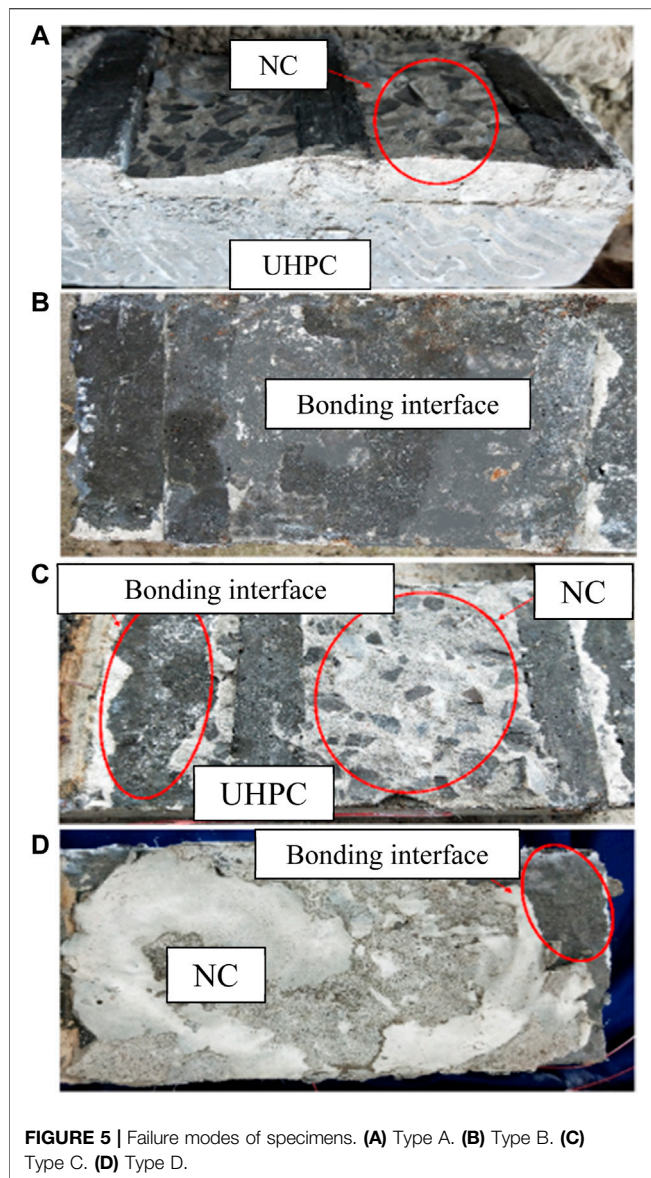 A
NC
UHPC
B
Bonding interface
C
Bonding interface
NC
UHPC
D
Bonding interface
NC
FIGURE 5 | Failure modes of specimens. (A) Type A. (B) Type B. (C)
Type C. (D) Type D.